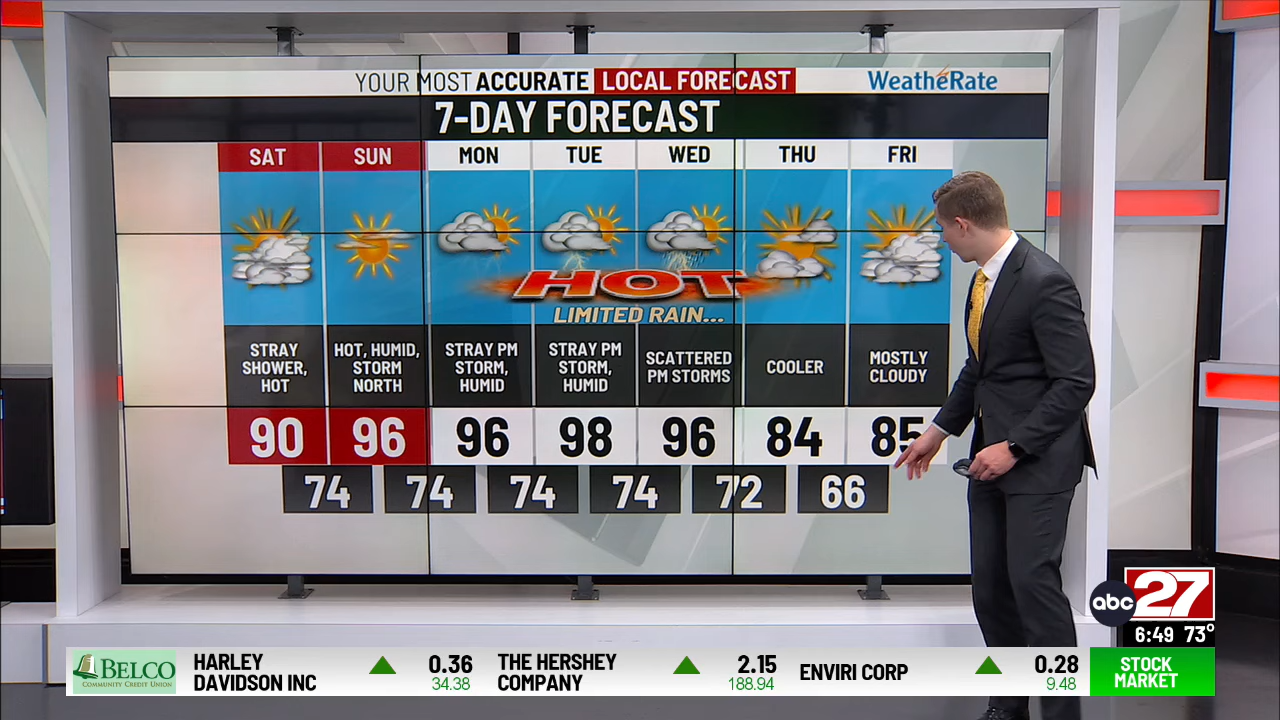 YOUR MOST ACCURATE LOCAL FORECAST
WeatheRate
7-DAY FORECAST
SAT SUN MON TUE WED THU FRI
HOT
LIMITED RAIN...
STRAY SHOWER, HOT
HOT, HUMID, STORM NORTH
STRAY PM STORM, HUMID
STRAY PM STORM, HUMID
SCATTERED PM STORMS
COOLER
MOSTLY CLOUDY
90 96 96 98 96 84 85
74 74 74 74 72 66
abc 27
6:49 73°
BELCO
COMMUNITY CREDIT UNION
HARLEY DAVIDSON INC
0.36
34.38
THE HERSHEY COMPANY
2.15
188.94
ENVIRI CORP
0.28
9.48
STOCK MARKET